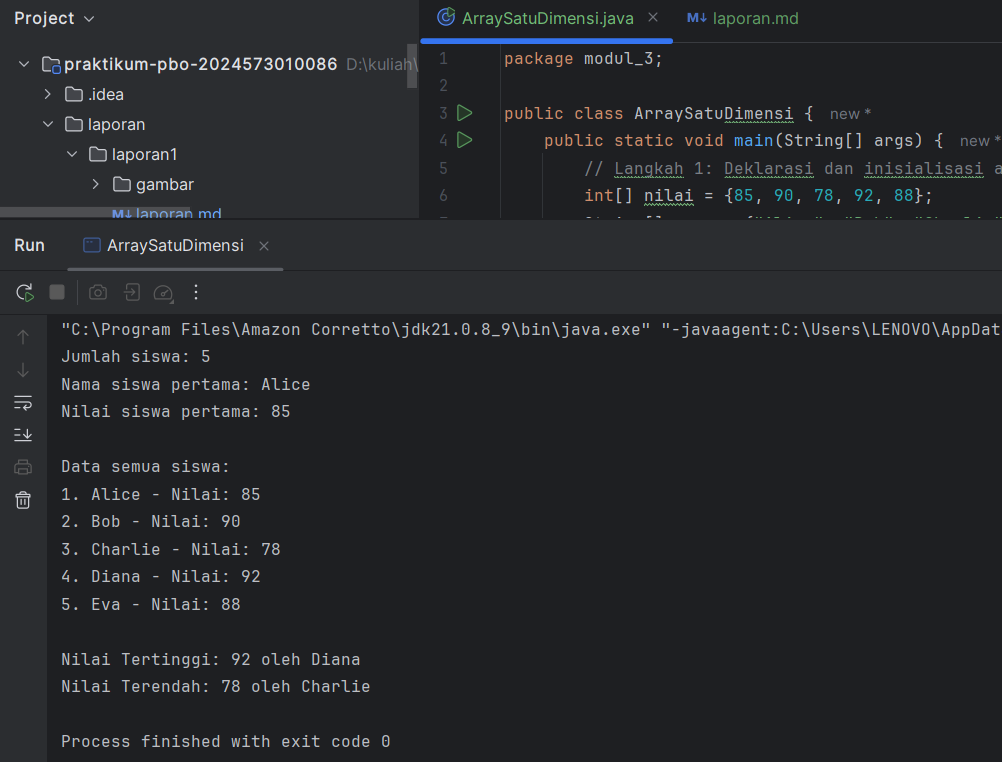 Project
praktikum-pbo-2024573010086 D:\kuliah\
.idea
laporan
laporan1
gambar
laporan.md
ArraySatuDimensi.java
laporan.md
1 package modul_3;
2
3 public class ArraySatuDimensi { new *
4 public static void main(String[] args) { new *
5 // Langkah 1: Deklarasi dan inisialisasi a
6 int[] nilai = {85, 90, 78, 92, 88};
Run ArraySatuDimensi
"C:\Program Files\Amazon Corretto\jdk21.0.8_9\bin\java.exe" "-javaagent:C:\Users\LENOVO\AppDat
Jumlah siswa: 5
Nama siswa pertama: Alice
Nilai siswa pertama: 85
Data semua siswa:
1. Alice - Nilai: 85
2. Bob - Nilai: 90
3. Charlie - Nilai: 78
4. Diana - Nilai: 92
5. Eva - Nilai: 88
Nilai Tertinggi: 92 oleh Diana
Nilai Terendah: 78 oleh Charlie
Process finished with exit code 0